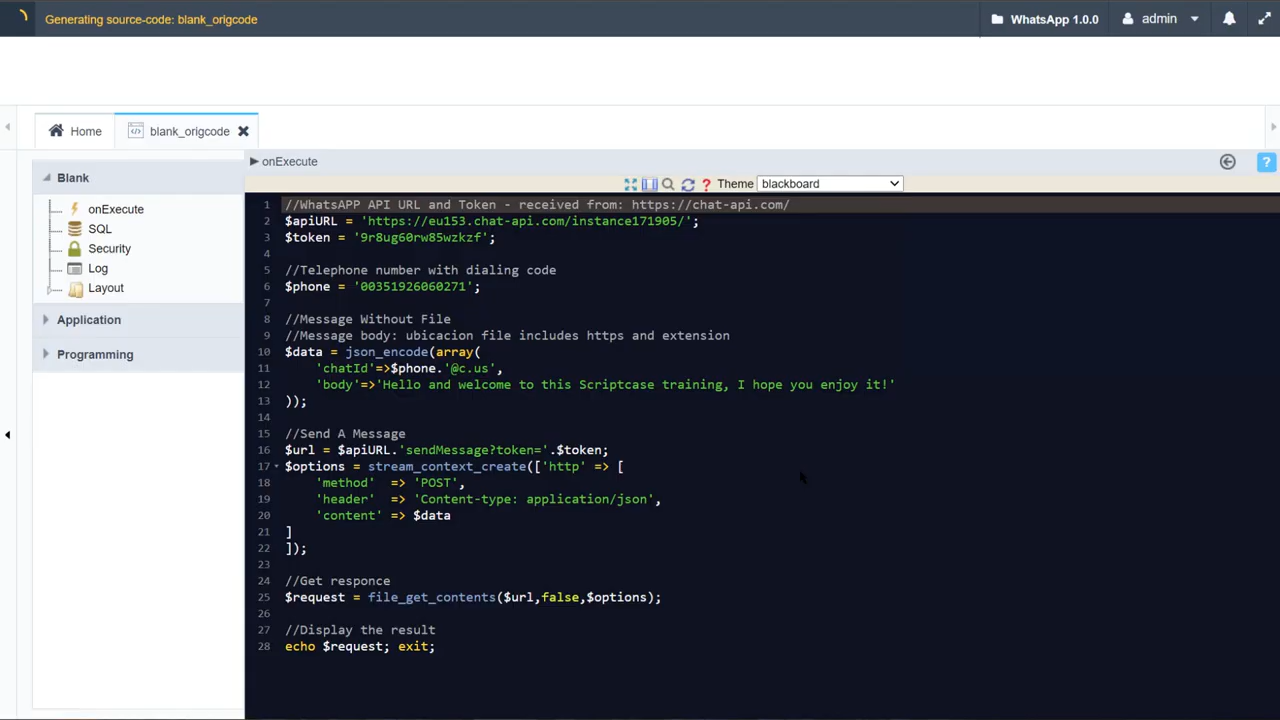 Generating source-code: blank_origcode
WhatsApp 1.0.0
admin
Home
blank_origcode
Blank
onExecute
SQL
Security
Log
Layout
Application
Programming
onExecute
?
? Theme blackboard
1 //WhatsAPP API URL and Token - received from: https://chat-api.com/
2 $apiURL = 'https://eu153.chat-api.com/instance171905/';
3 $token = '9r8ug60rw85wzkzf';
4
5 //Telephone number with dialing code
6 $phone = '00351926060271';
7
8 //Message Without File
9 //Message body: ubicacion file includes https and extension
10 $data = json_encode(array(
11 'chatId'=>$phone.'@c.us',
12 'body'=>'Hello and welcome to this Scriptcase training, I hope you enjoy it!'
13 ));
14
15 //Send A Message
16 $url = $apiURL.'sendMessage?token='.$token;
17 $options = stream_context_create(['http' => [
18 'method' => 'POST',
19 'header' => 'Content-type: application/json',
20 'content' => $data
21 ]
22 ]);
23
24 //Get responce
25 $request = file_get_contents($url,false,$options);
26
27 //Display the result
28 echo $request; exit;